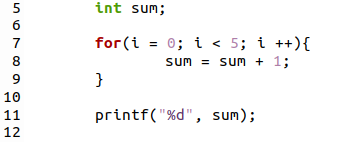 5 int sum;
6
7 for(i = 0; i < 5; i ++){
8 sum = sum + 1;
9 }
10
11 printf("%d", sum);
12